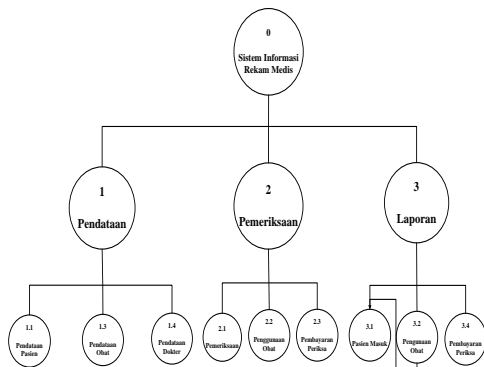 0
Sistem Informasi
Rekam Medis
1
Pendataan
2
Pemeriksaan
3
Laporan
1.1
Pendataan
Pasien
1.3
Pendataan
Obat
1.4
Pendataan
Dokter
2.1
Pemeriksaan
2.2
Penggunaan
Obat
2.3
Pembayaran
Periksa
3.1
Pasien Masuk
3.2
Pengunaan
Obat
3.4
Pembayaran
Periksa